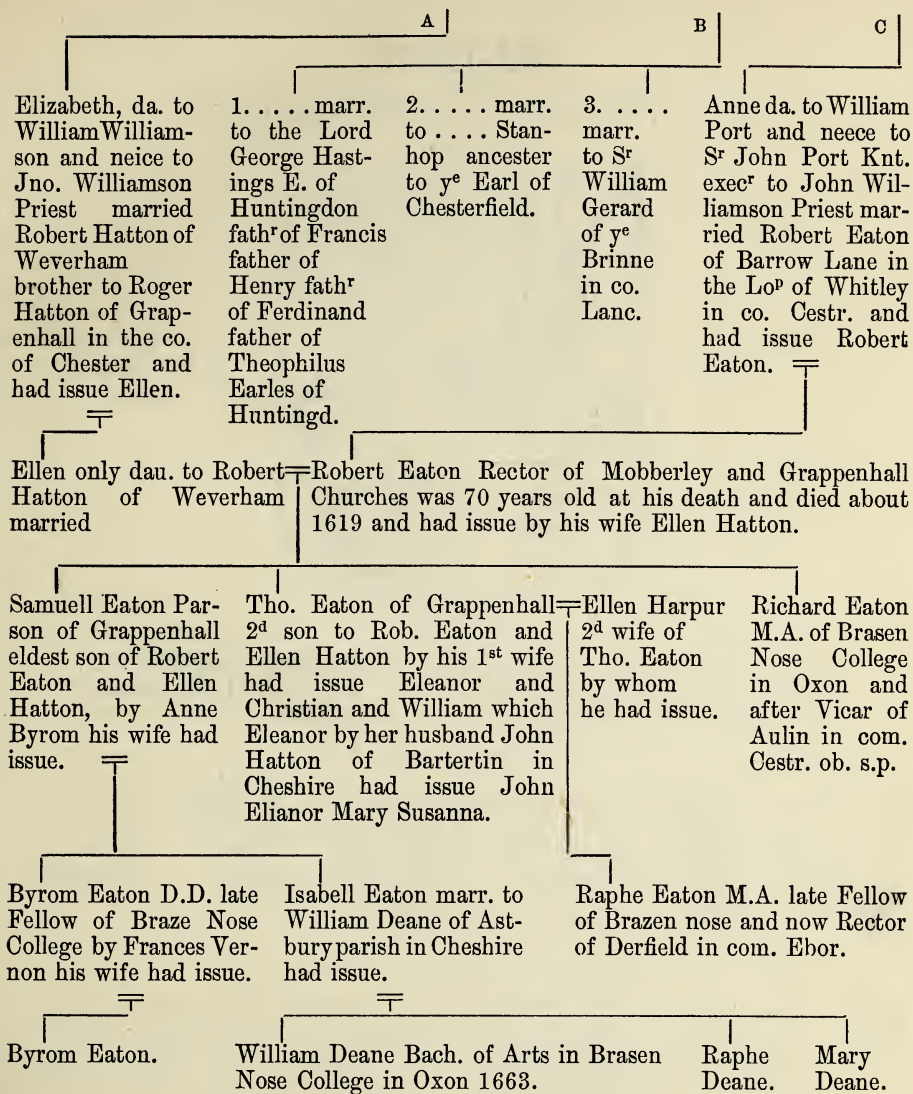 A
B
C
Elizabeth, da. to
William William-
son and neice to
Jno. Williamson
Priest married
Robert Hatton of
Weverham
brother to Roger
Hatton of Grap-
enhall in the co.
of Chester and
had issue Ellen.
1.....marr.
to the Lord
George Hast-
ings E. of
Huntingdon
fathʳ of Francis
father of
Henry fathʳ
of Ferdinand
father of
Theophilus
Earles of
Huntingd.
2.....marr.
to .... Stan-
hop ancester
to yᵉ Earl of
Chesterfield.
3.....
marr.
to Sʳ
William
Gerard
of yᵉ
Brinne
in co.
Lanc.
Anne da. to William
Port and neece to
Sʳ John Port Knt.
execʳ to John Wil-
liamson Priest mar-
ried Robert Eaton
of Barrow Lane in
the Loᵖ of Whitley
in co. Cestr. and
had issue Robert
Eaton.
Ellen only dau. to Robert
Hatton of Weverham
married
Robert Eaton Rector of Mobberley and Grappenhall
Churches was 70 years old at his death and died about
1619 and had issue by his wife Ellen Hatton.
Samuell Eaton Par-
son of Grappenhall
eldest son of Robert
Eaton and Ellen
Hatton, by Anne
Byrom his wife had
issue.
Tho. Eaton of Grappenhall
2ᵈ son to Rob. Eaton and
Ellen Hatton by his 1ˢᵗ wife
had issue Eleanor and
Christian and William which
Eleanor by her husband John
Hatton of Bartertin in
Cheshire had issue John
Elianor Mary Susanna.
Ellen Harpur
2ᵈ wife of
Tho. Eaton
by whom
he had issue.
Richard Eaton
M.A. of Brasen
Nose College
in Oxon and
after Vicar of
Aulin in com.
Cestr. ob. s.p.
Byrom Eaton D.D. late
Fellow of Braze Nose
College by Frances Ver-
non his wife had issue.
Isabell Eaton marr. to
William Deane of Ast-
bury parish in Cheshire
had issue.
Raphe Eaton M.A. late Fellow
of Brazen nose and now Rector
of Derfield in com. Ebor.
Byrom Eaton.
William Deane Bach. of Arts in Brasen
Nose College in Oxon 1663.
Raphe
Deane.
Mary
Deane.